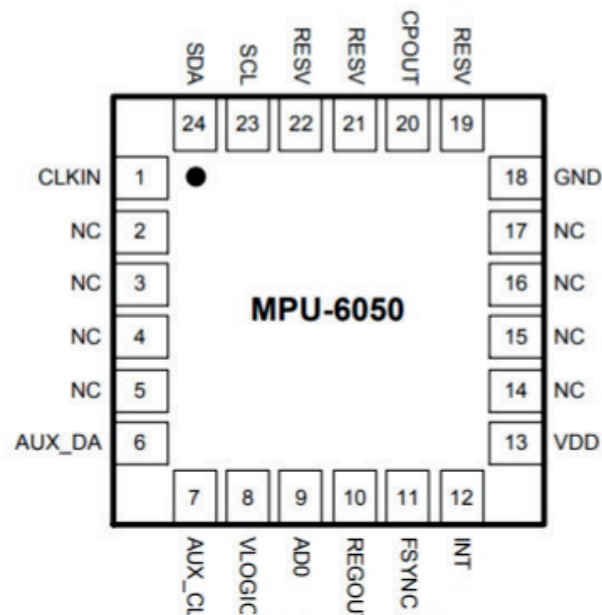 SDA SCL RESV RESV CPOUT RESV
24 23 22 21 20 19
CLKIN 1 18 GND
NC 2 17 NC
NC 3 16 NC
MPU-6050
NC 4 15 NC
NC 5 14 NC
AUX_DA 6 13 VDD
7 8 9 10 11 12
AUX_CL VLOGIC AD0 REGOU FSYNC INT